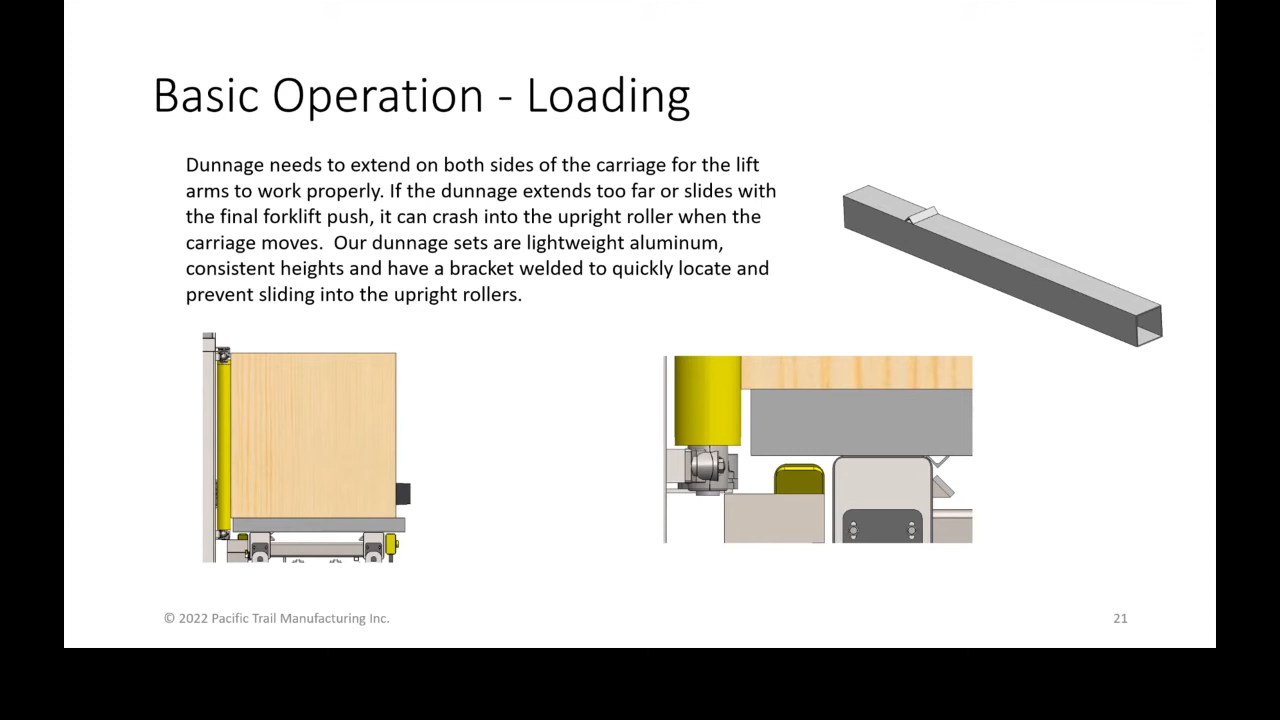 Basic Operation - Loading
Dunnage needs to extend on both sides of the carriage for the lift
arms to work properly. If the dunnage extends too far or slides with
the final forklift push, it can crash into the upright roller when the
carriage moves.  Our dunnage sets are lightweight aluminum,
consistent heights and have a bracket welded to quickly locate and
prevent sliding into the upright rollers.
© 2022 Pacific Trail Manufacturing Inc.
21